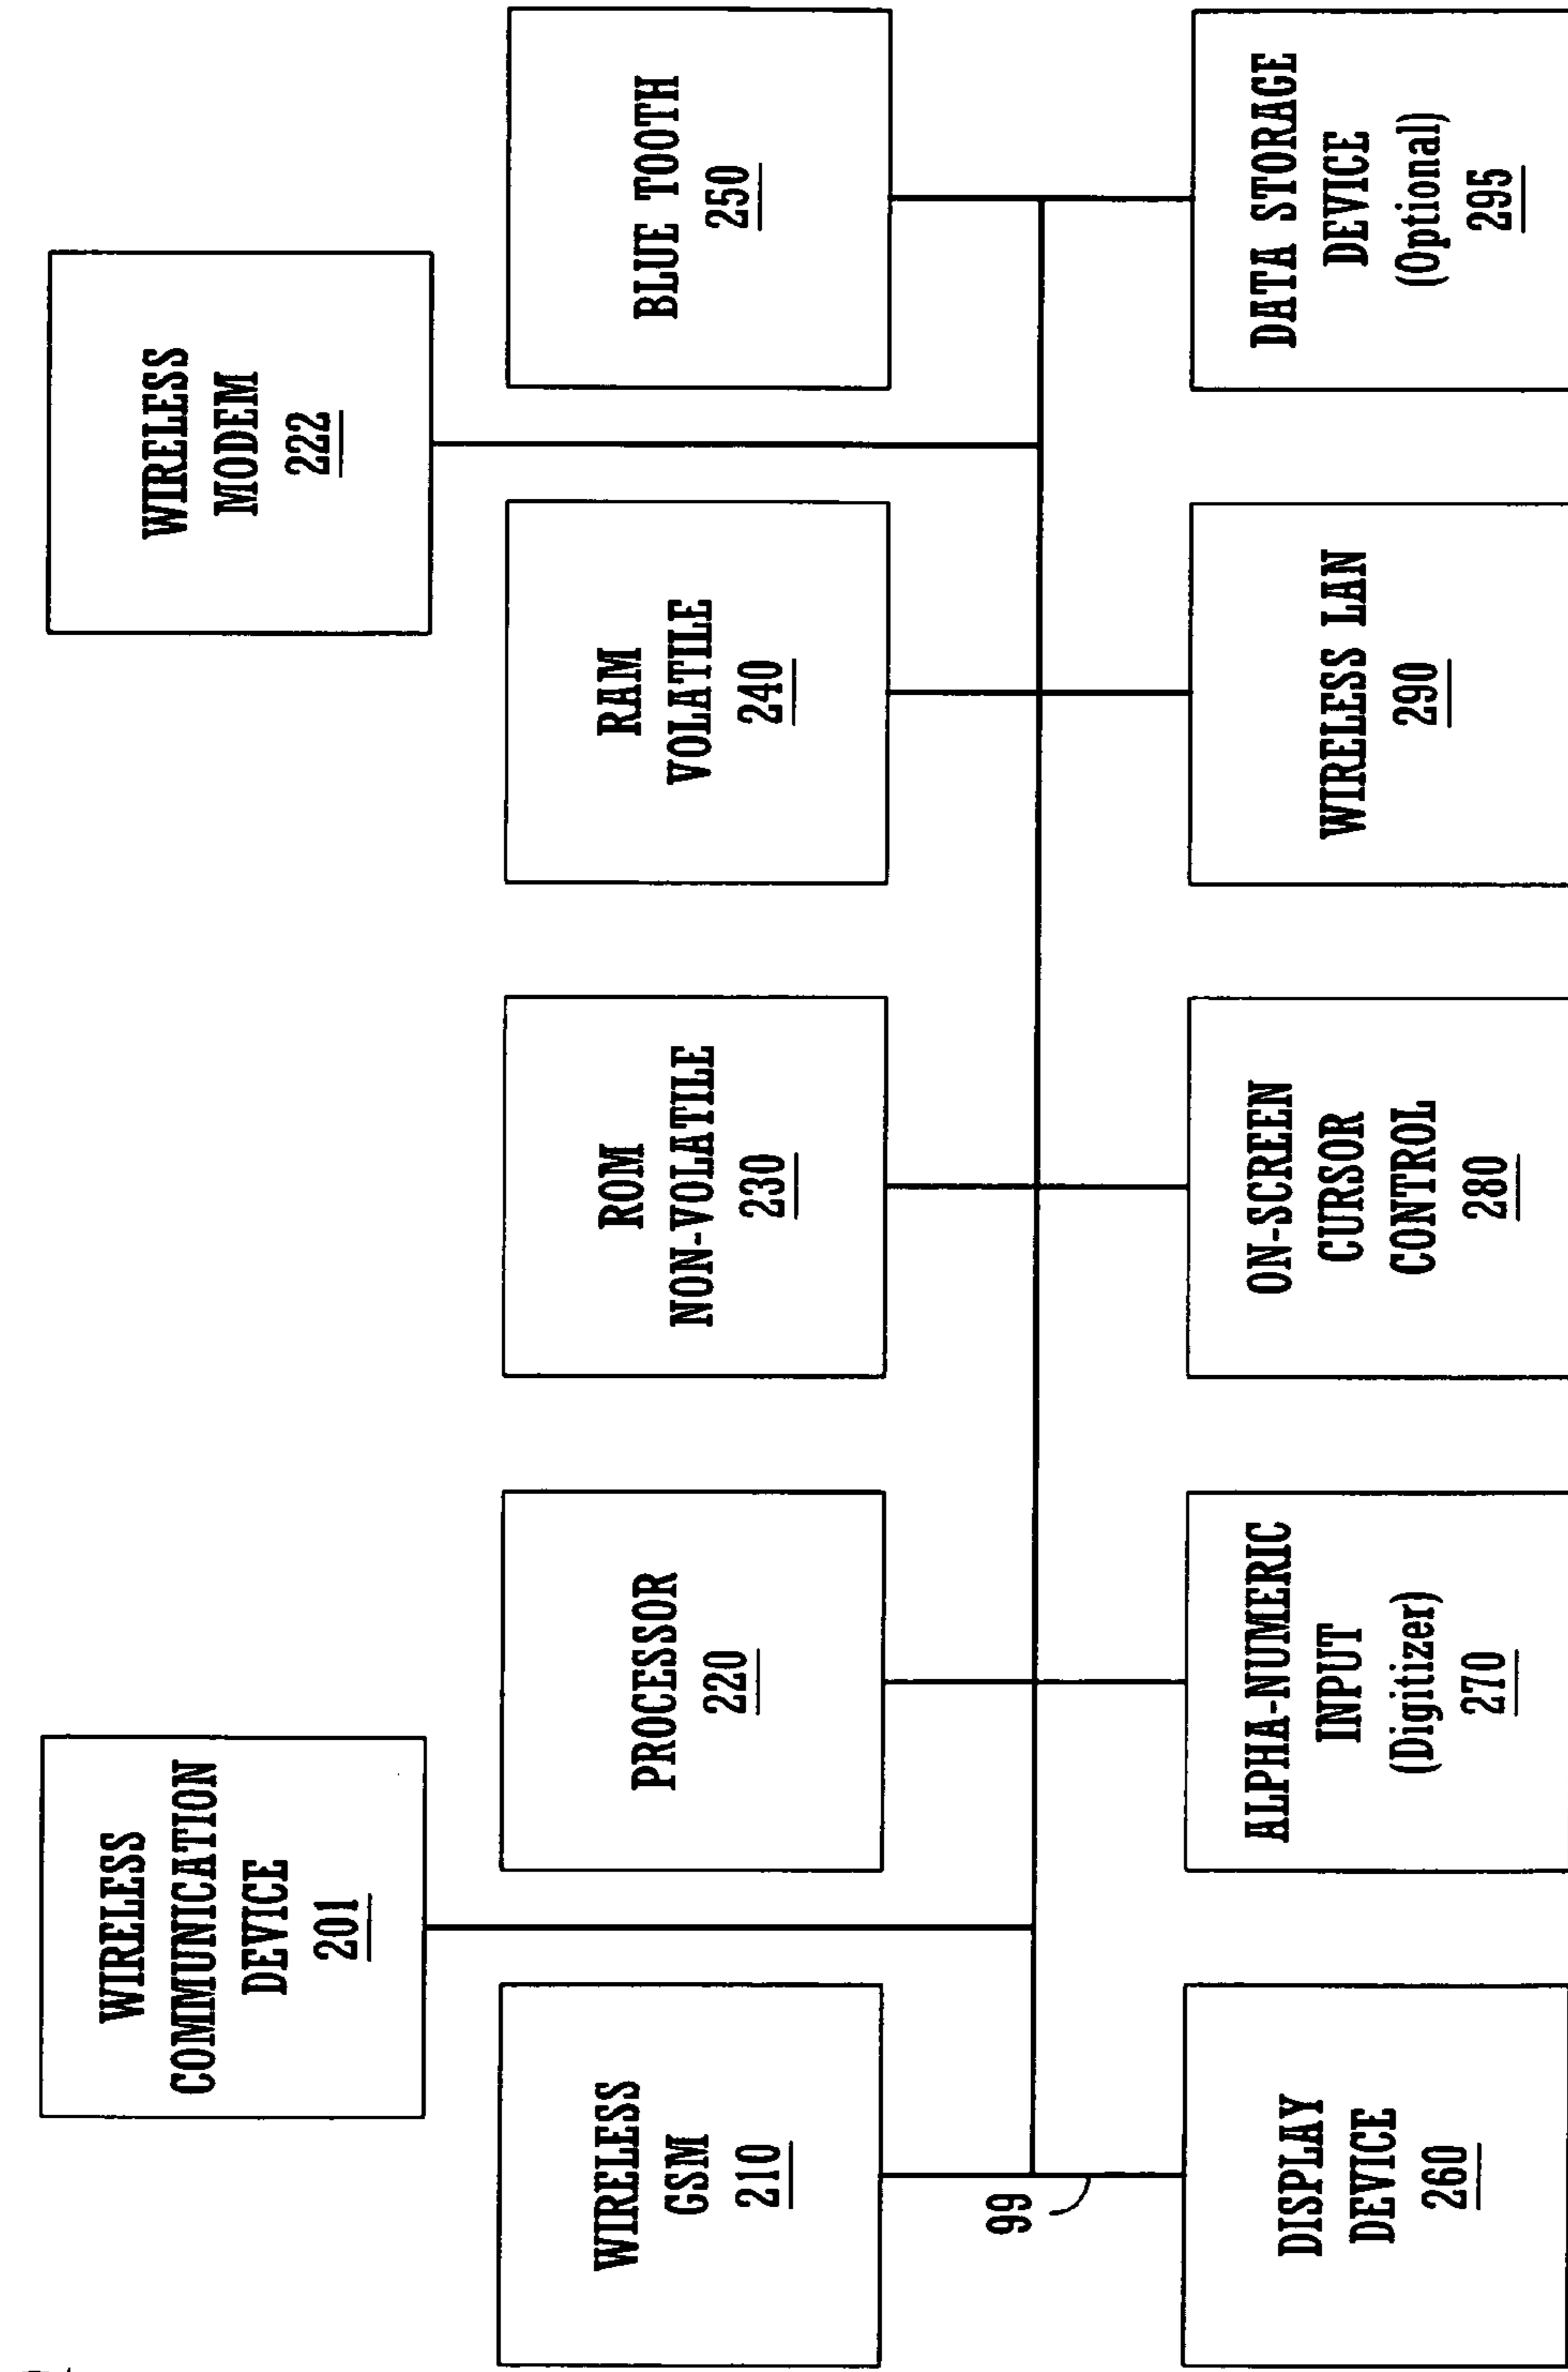 WIRELESS
COMMUNICATION
DEVICE
201
WIRELESS
MODEM
222
WIRELESS
GSM
210
PROCESSOR
220
ROM
NON-VOLATILE
230
RAM
VOLATILE
240
BLUE TOOTH
250
99
DISPLAY
DEVICE
260
ALPHA-NUMERIC
INPUT
(Digitizer)
270
ON-SCREEN
CURSOR
CONTROL
280
WIRELESS LAN
290
DATA STORAGE
DEVICE
(Optional)
295